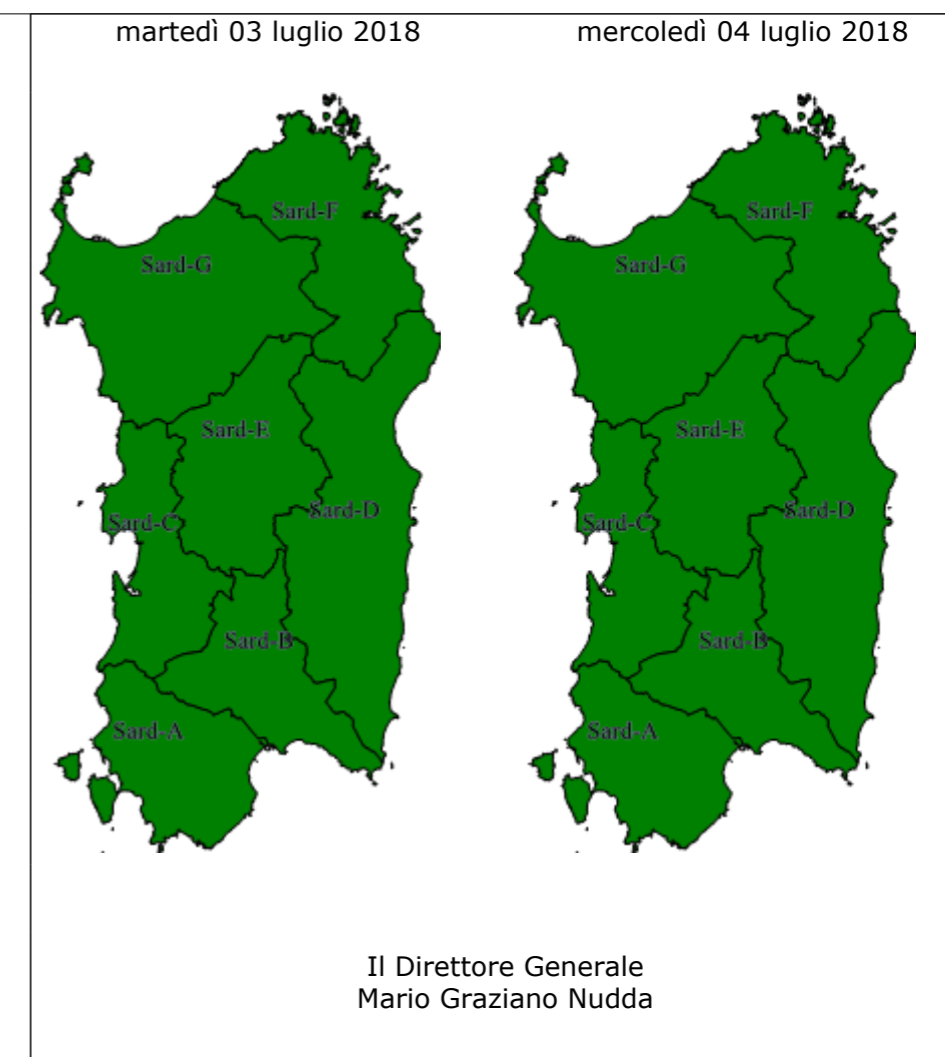 martedì 03 luglio 2018
Sard-F
Sard-G
Sard-E
Sard-D
Sard-C
Sard-B
Sard-A
mercoledì 04 luglio 2018
Sard-F
Sard-G
Sard-E
Sard-D
Sard-C
Sard-B
Sard-A
Il Direttore Generale
Mario Graziano Nudda